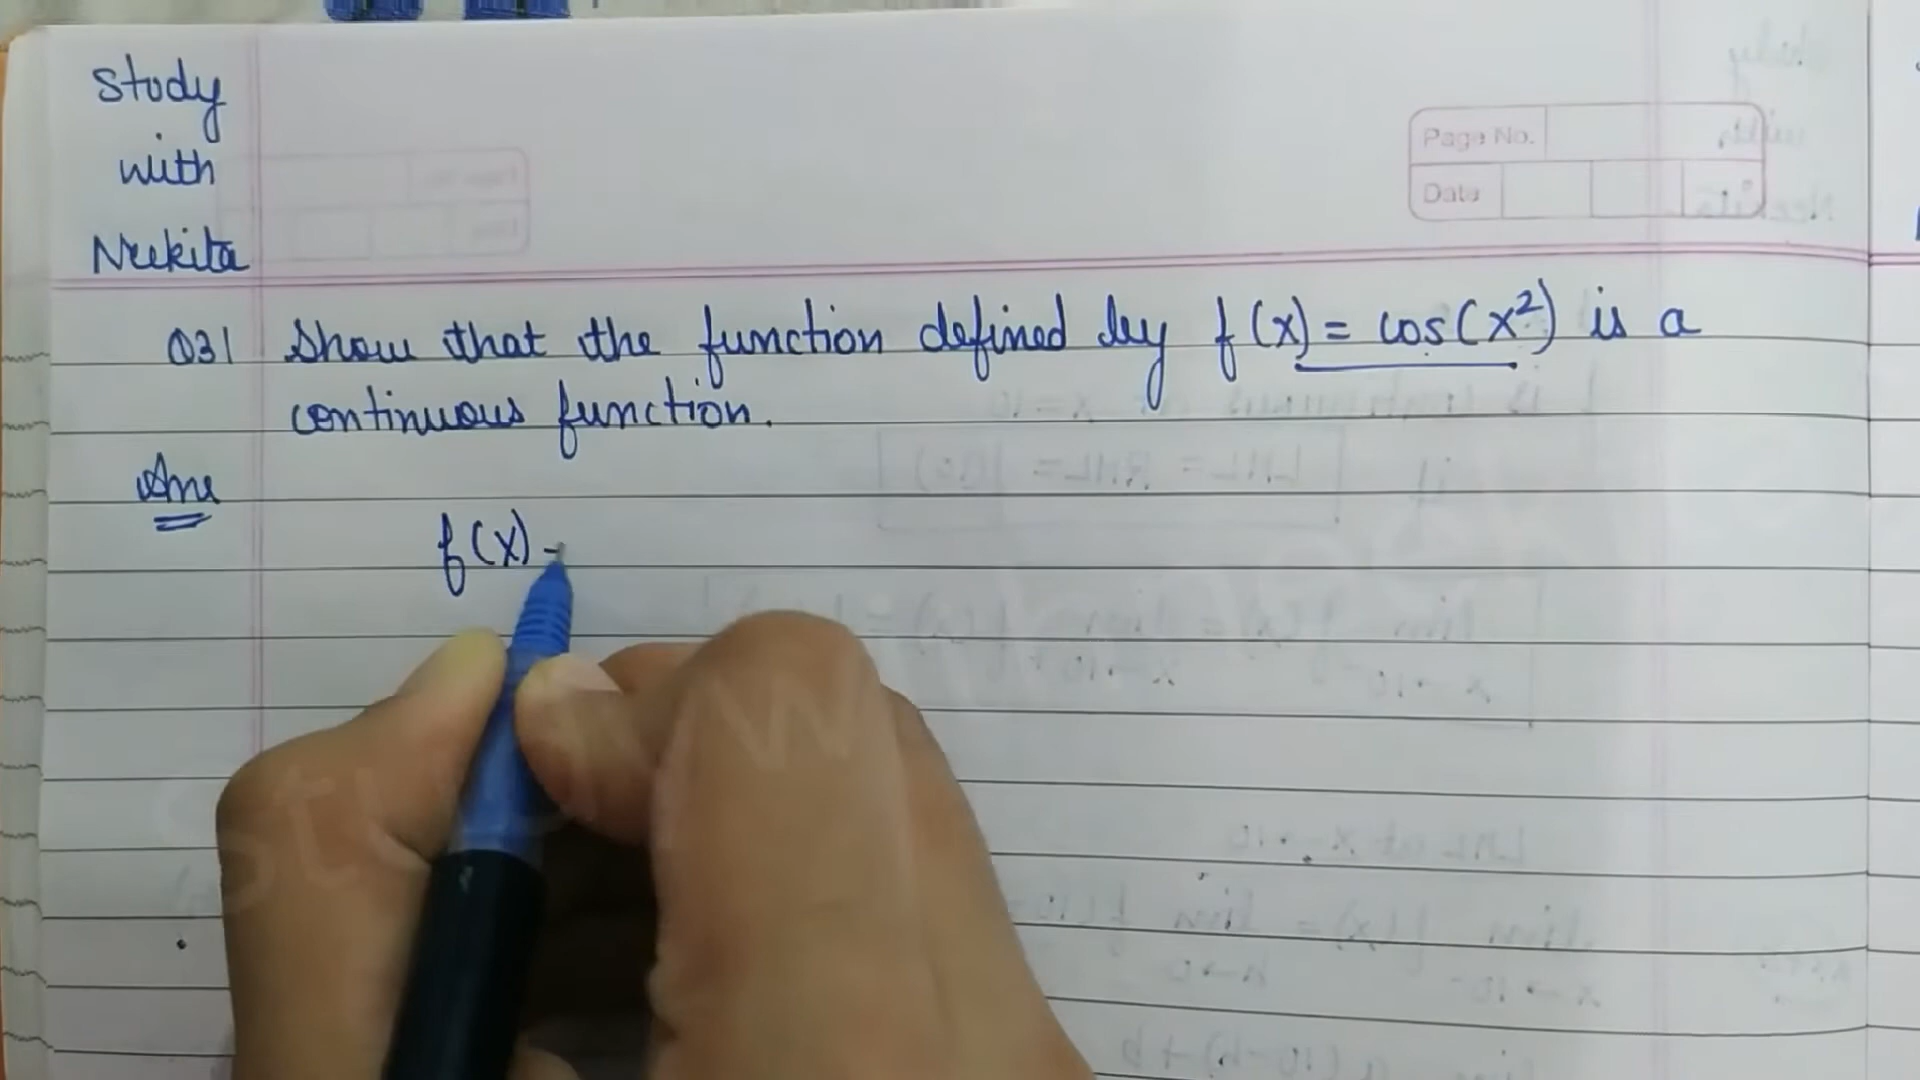 Study
with
Neekita
Page No.
Date
Q31 Show that the function defined by f(x) = cos(x²) is a
continuous function.
Ans
f(x) -